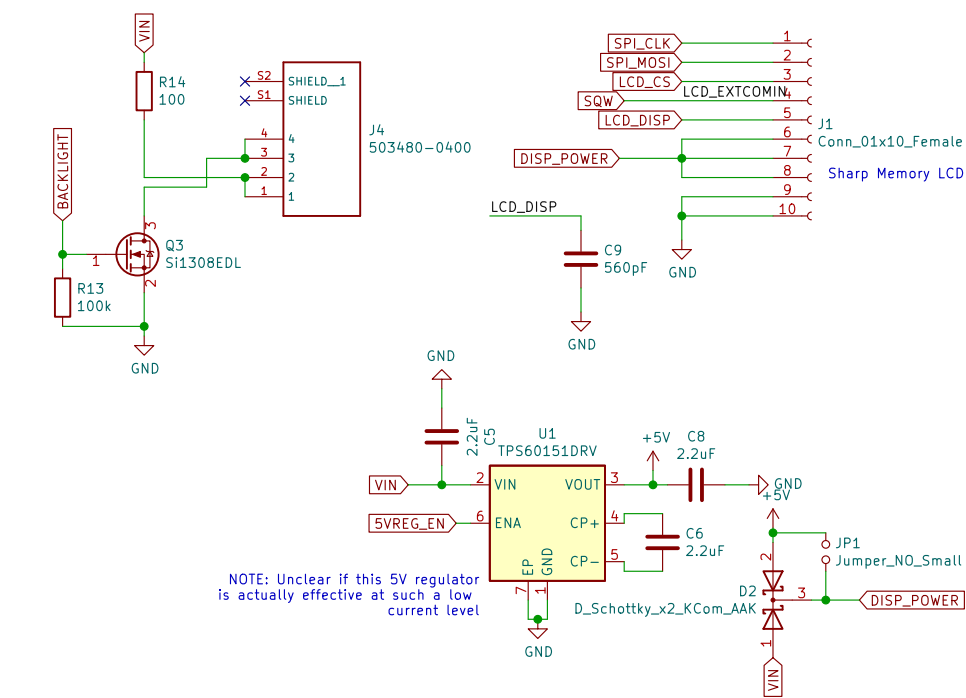 VIN
R14
100
S2
SHIELD__1
S1
SHIELD
4
4
3
3
2
2
1
1
J4
503480-0400
BACKLIGHT
3
1
2
Q3
Si1308EDL
R13
100k
GND
SPI_CLK
1
SPI_MOSI
2
LCD_CS
3
LCD_EXTCOMIN
SQW
4
LCD_DISP
5
J1
6
Conn_01x10_Female
DISP_POWER
7
8
Sharp Memory LCD
9
10
GND
LCD_DISP
C9
560pF
GND
GND
2.2uF
C5
U1
TPS60151DRV
+5V
C8
2.2uF
VIN
2
VIN
VOUT
3
GND
+5V
5VREG_EN
6
ENA
CP+
4
C6
2.2uF
CP-
5
EP
GND
7
1
GND
JP1
Jumper_NO_Small
2
D2
3
DISP_POWER
D_Schottky_x2_KCom_AAK
1
VIN
NOTE: Unclear if this 5V regulator
is actually effective at such a low
current level